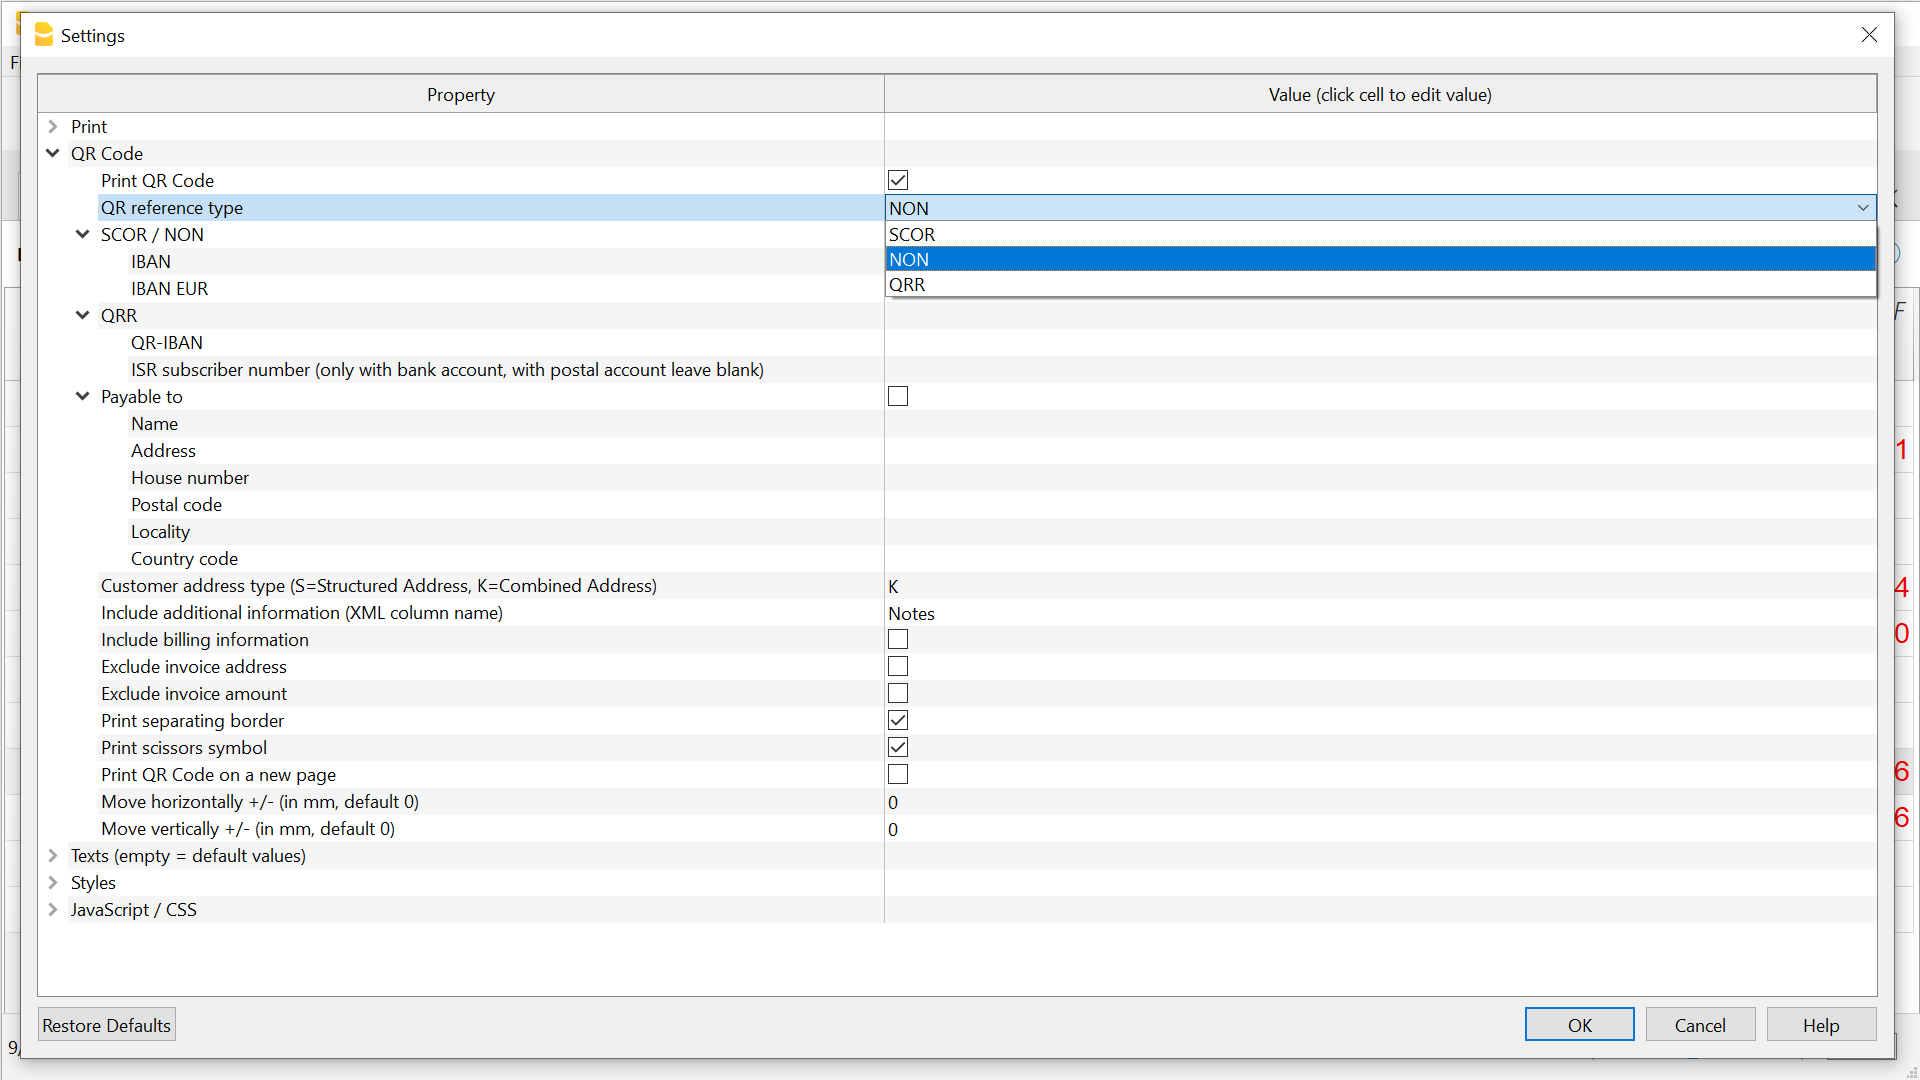 Settings
Property
Value (click cell to edit value)
Print
QR Code
Print QR Code
QR reference type
NON
SCOR / NON
SCOR
IBAN
NON
IBAN EUR
QRR
QRR
QR-IBAN
ISR subscriber number (only with bank account, with postal account leave blank)
Payable to
Name
Address
House number
Postal code
Locality
Country code
Customer address type (S=Structured Address, K=Combined Address)
K
Include additional information (XML column name)
Notes
Include billing information
Exclude invoice address
Exclude invoice amount
Print separating border
Print scissors symbol
Print QR Code on a new page
Move horizontally +/- (in mm, default 0)
0
Move vertically +/- (in mm, default 0)
0
Texts (empty = default values)
Styles
JavaScript / CSS
Restore Defaults
OK
Cancel
Help
F
1
4
0
6
6